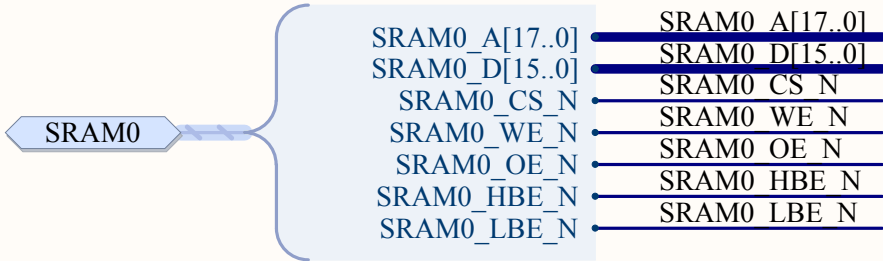 SRAM0_A[17..0] SRAM0_A[17..0]
SRAM0_D[15..0] SRAM0_D[15..0]
SRAM0_CS_N SRAM0_CS_N
SRAM0 SRAM0_WE_N SRAM0_WE_N
SRAM0_OE_N SRAM0_OE_N
SRAM0_HBE_N SRAM0_HBE_N
SRAM0_LBE_N SRAM0_LBE_N